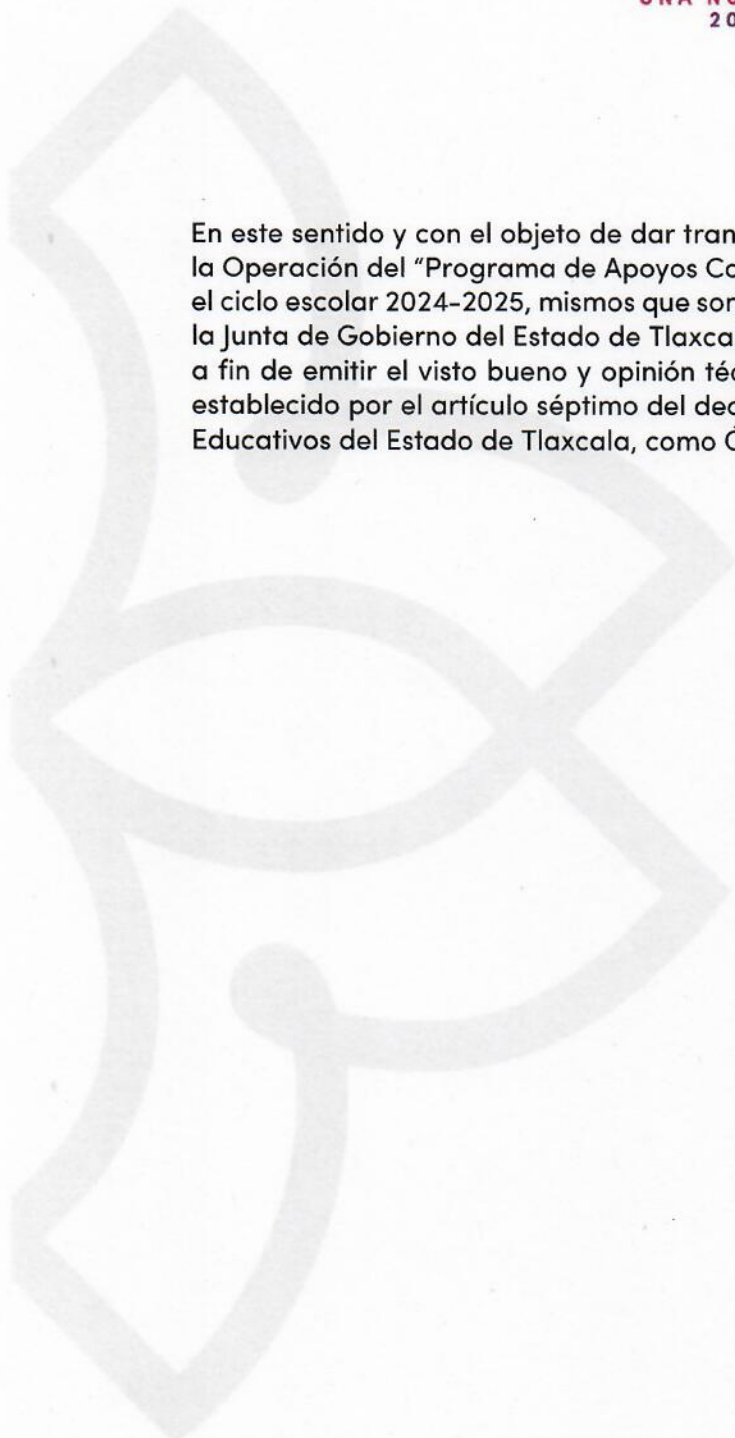 UNA NU
20
En este sentido y con el objeto de dar tran
la Operación del "Programa de Apoyos Co
el ciclo escolar 2024-2025, mismos que son
la Junta de Gobierno del Estado de Tlaxca
a fin de emitir el visto bueno y opinión téc
establecido por el artículo séptimo del dec
Educativos del Estado de Tlaxcala, como Ó